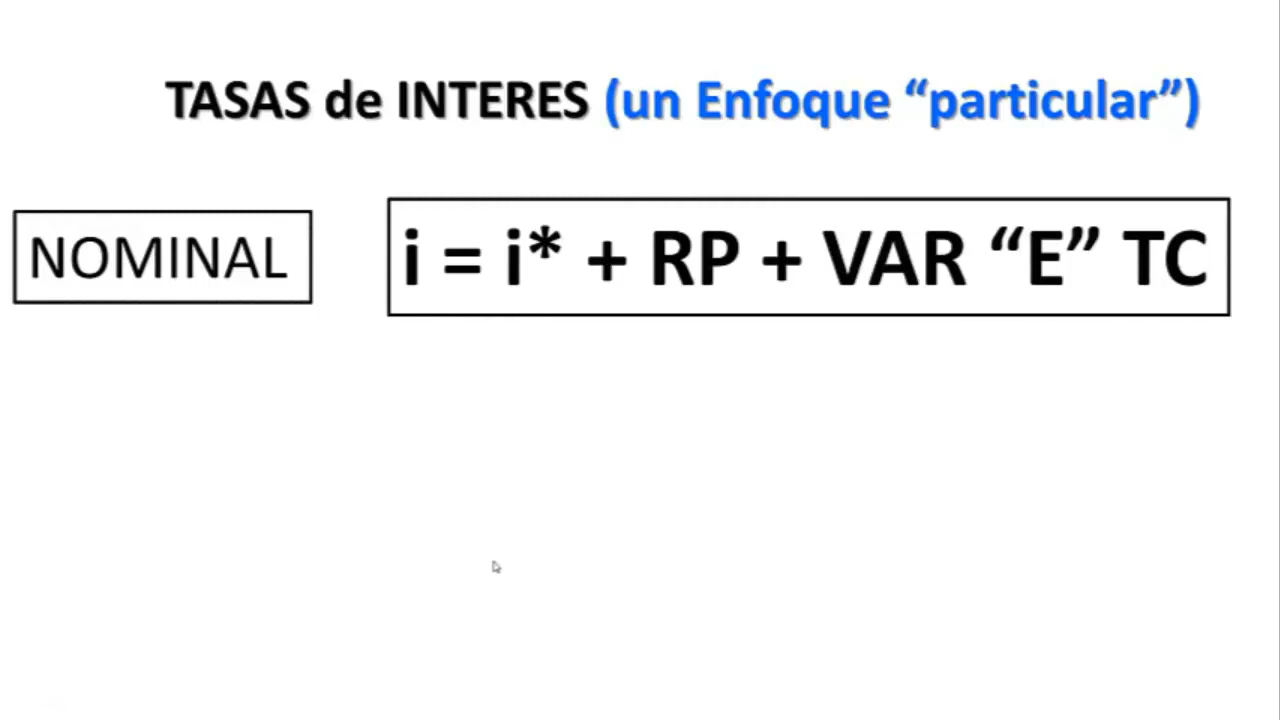 TASAS de INTERES (un Enfoque “particular”)
NOMINAL
i = i* + RP + VAR “E” TC